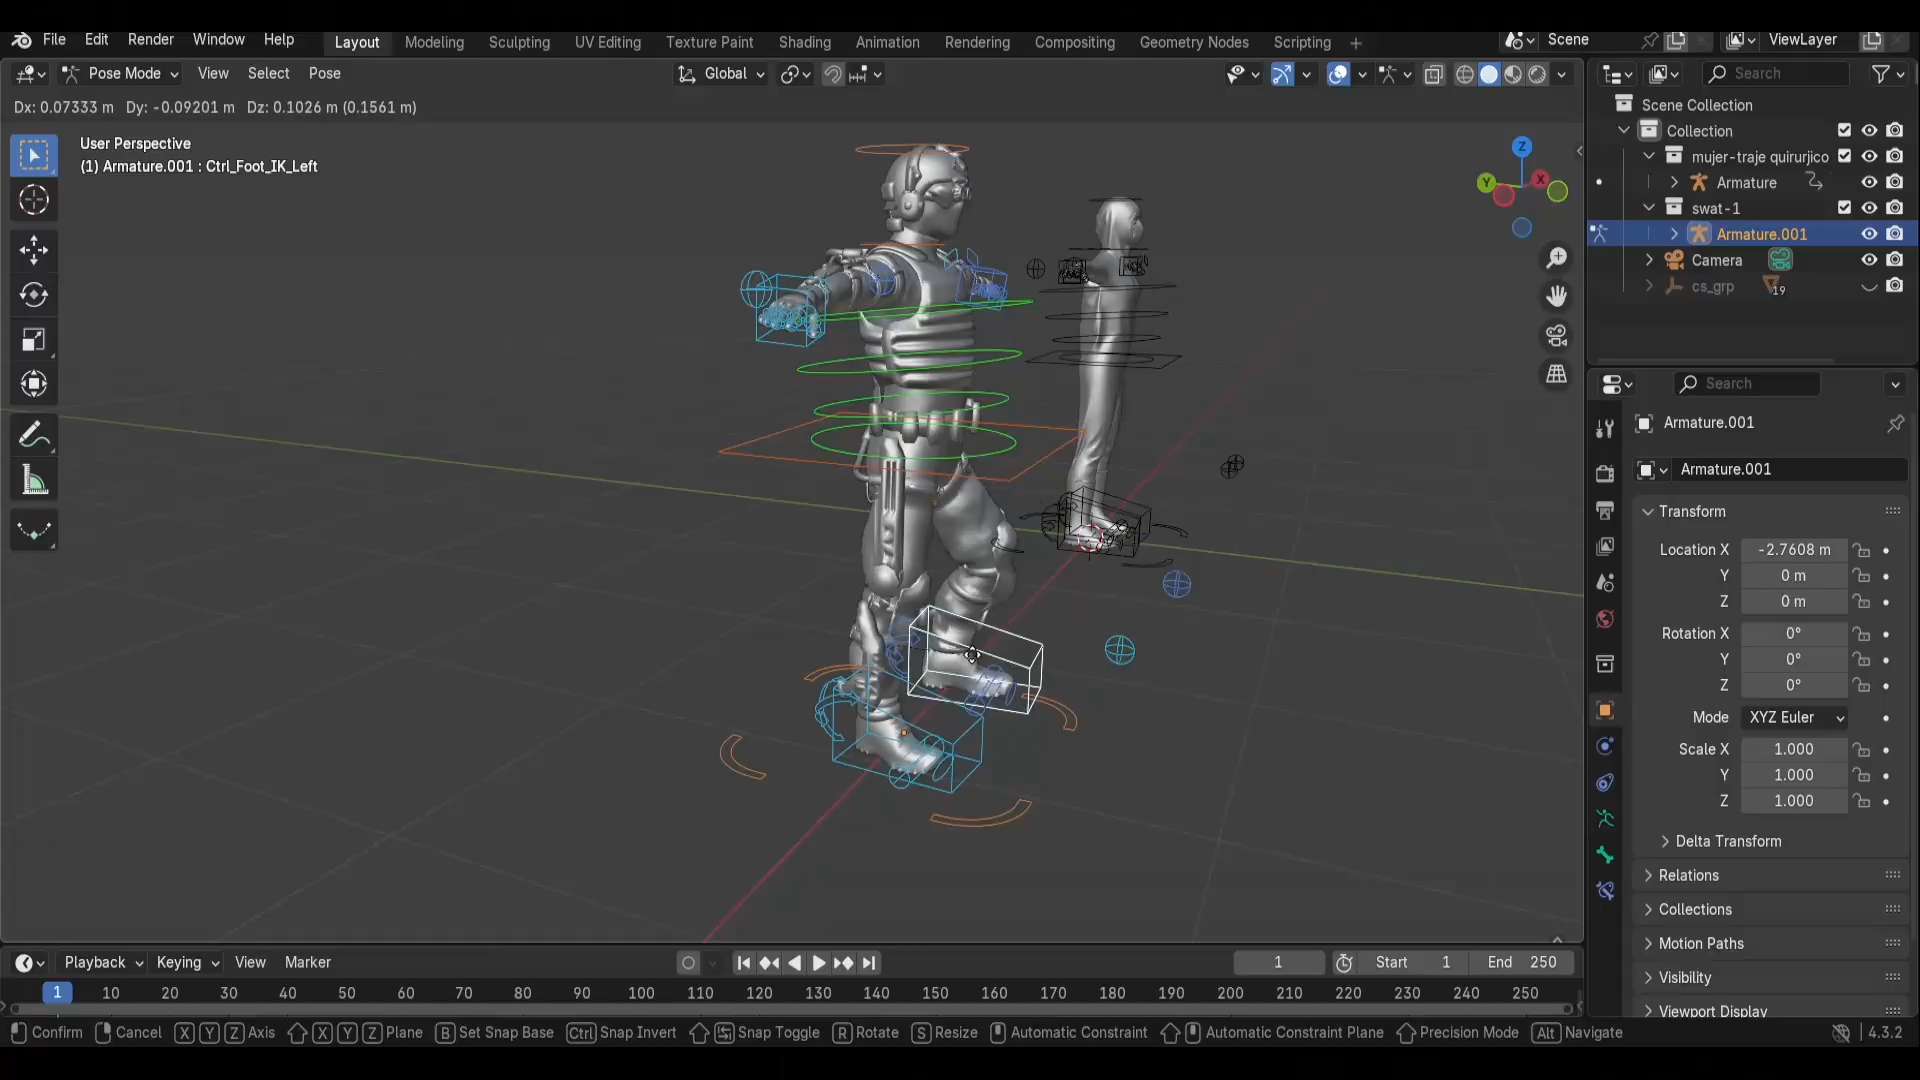 File Edit Render Window Help Layout Modeling Sculpting UV Editing Texture Paint Shading Animation Rendering Compositing Geometry Nodes Scripting + Scene ViewLayer
Pose Mode View Select Pose Global Search
Dx: 0.07333 m Dy: -0.09201 m Dz: 0.1026 m (0.1561 m)
User Perspective
(1) Armature.001 : Ctrl_Foot_IK_Left
Z
Y
X
Scene Collection
Collection
mujer-traje quirurjico
Armature
swat-1
Armature.001
Camera
cs_grp 19
Search
Armature.001
Armature.001
Transform
Location X -2.7608 m
Y 0 m
Z 0 m
Rotation X 0°
Y 0°
Z 0°
Mode XYZ Euler
Scale X 1.000
Y 1.000
Z 1.000
Delta Transform
Relations
Collections
Motion Paths
Visibility
Viewport Display
Playback Keying View Marker 1 Start 1 End 250
1 10 20 30 40 50 60 70 80 90 100 110 120 130 140 150 160 170 180 190 200 210 220 230 240 250
Confirm Cancel X Y Z Axis X Y Z Plane B Set Snap Base Ctrl Snap Invert Snap Toggle R Rotate S Resize Automatic Constraint Automatic Constraint Plane Precision Mode Alt Navigate 4.3.2